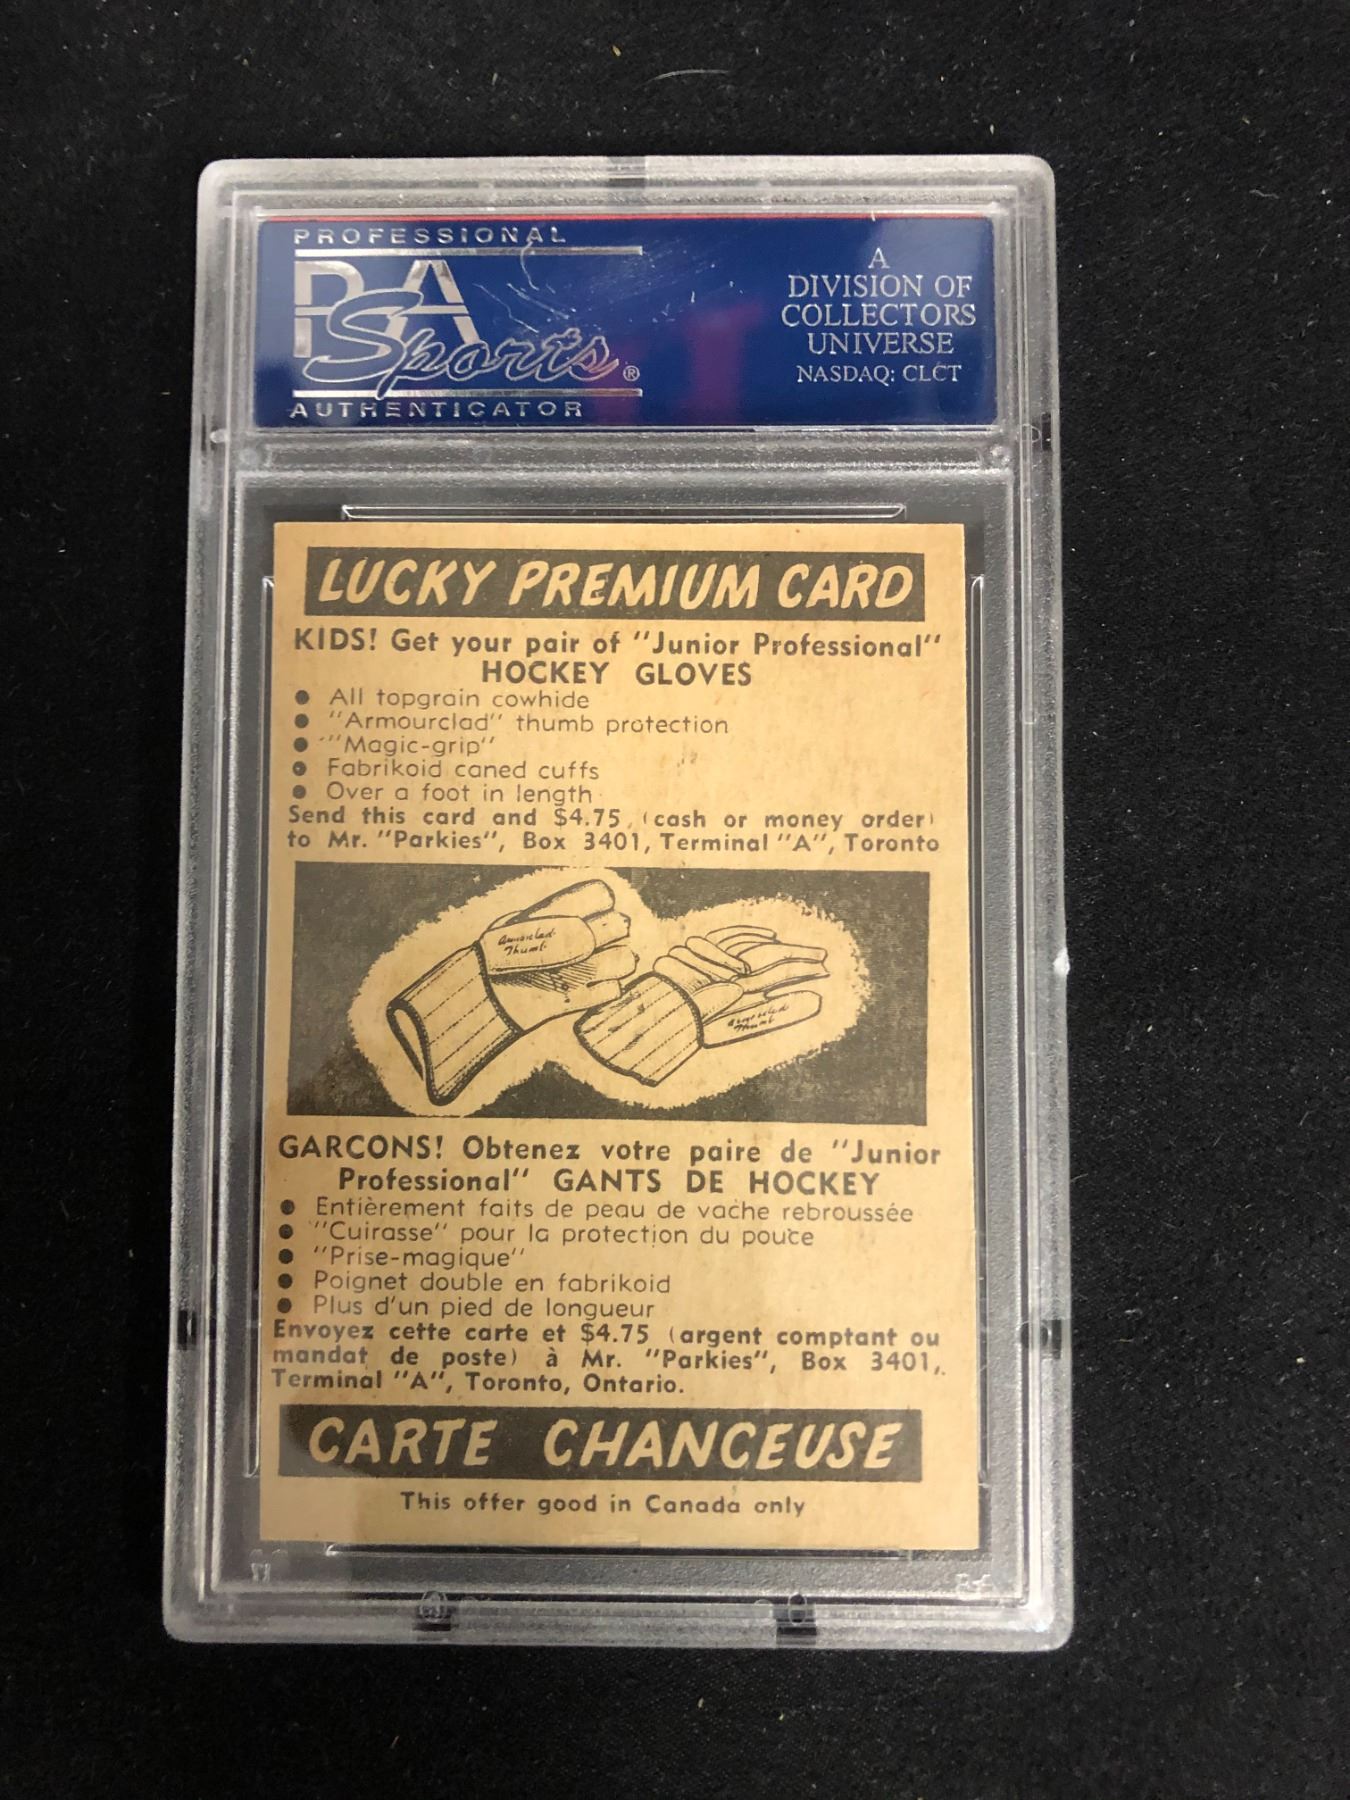 PROFESSIONAL
PSA
Sports®
AUTHENTICATOR
A
DIVISION OF
COLLECTORS
UNIVERSE
NASDAQ: CLCT
LUCKY PREMIUM CARD
KIDS! Get your pair of "Junior Professional"
HOCKEY GLOVES
• All topgrain cowhide
• "Armourclad" thumb protection
• "Magic-grip"
• Fabrikoid caned cuffs
• Over a foot in length
Send this card and $4.75 (cash or money order)
to Mr. "Parkies", Box 3401, Terminal "A", Toronto
Thumb
Thumb
GARCONS! Obtenez votre paire de "Junior
Professional" GANTS DE HOCKEY
• Entièrement faits de peau de vache rebroussée
• "Cuirasse" pour la protection du pouce
• "Prise-magique"
• Poignet double en fabrikoid
• Plus d'un pied de longueur
Envoyez cette carte et $4.75 (argent comptant ou
mandat de poste) à Mr. "Parkies", Box 3401,
Terminal "A", Toronto, Ontario.
CARTE CHANCEUSE
This offer good in Canada only